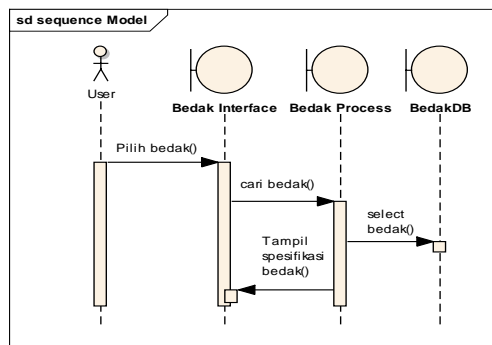 sd sequence Model
User
Bedak Interface
Bedak Process
BedakDB
Pilih bedak()
cari bedak()
select
bedak()
Tampil
spesifikasi
bedak()